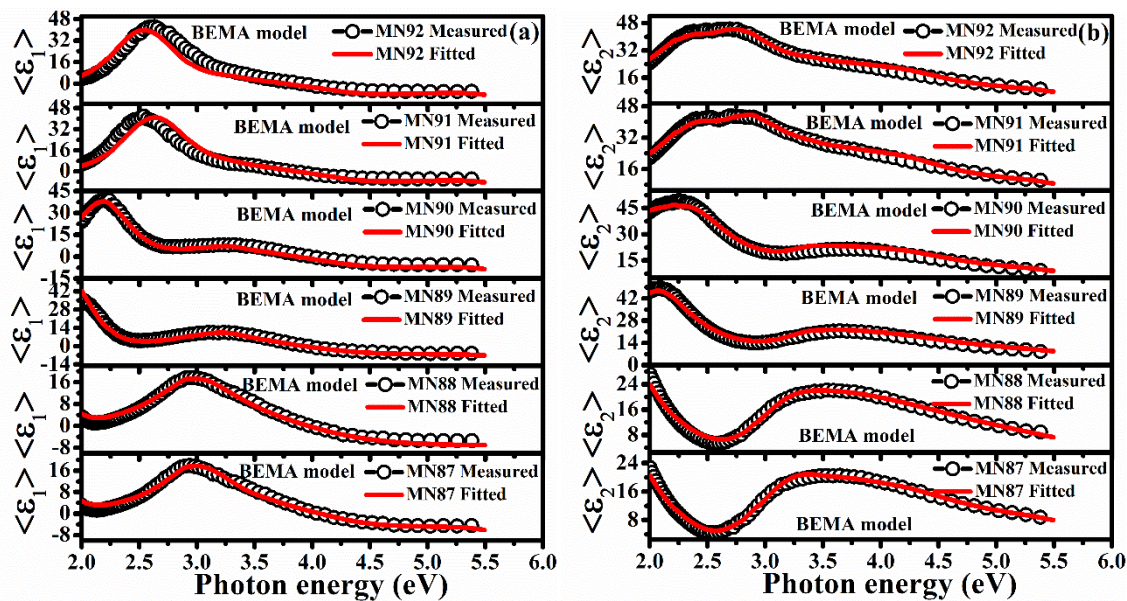 (a)
<ε1>
48
32
16
0
BEMA model
MN92 Measured
MN92 Fitted
<ε1>
48
32
16
0
BEMA model
MN91 Measured
MN91 Fitted
<ε1>
45
30
15
0
-15
BEMA model
MN90 Measured
MN90 Fitted
<ε1>
42
28
14
0
-14
BEMA model
MN89 Measured
MN89 Fitted
<ε1>
16
8
0
-8
BEMA model
MN88 Measured
MN88 Fitted
<ε1>
16
8
0
-8
BEMA model
MN87 Measured
MN87 Fitted
2.0 2.5 3.0 3.5 4.0 4.5 5.0 5.5 6.0
Photon energy (eV)
(b)
<ε2>
48
32
16
BEMA model
MN92 Measured
MN92 Fitted
<ε2>
48
32
16
BEMA model
MN91 Measured
MN91 Fitted
<ε2>
45
30
15
BEMA model
MN90 Measured
MN90 Fitted
<ε2>
48
32
16
0
BEMA model
MN89 Measured
MN89 Fitted
<ε2>
24
16
8
MN88 Measured
MN88 Fitted
BEMA model
<ε2>
24
16
8
MN87 Measured
MN87 Fitted
BEMA model
2.0 2.5 3.0 3.5 4.0 4.5 5.0 5.5 6.0
Photon energy (eV)